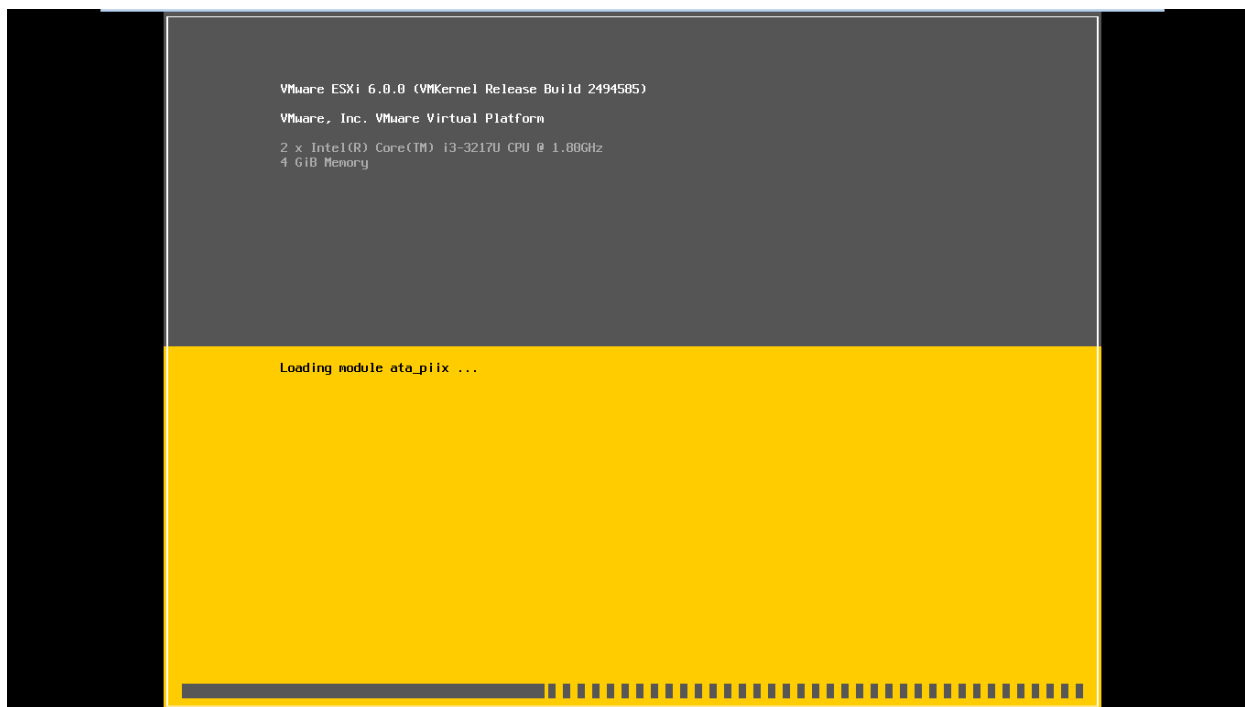 VMware ESXi 6.0.0 (VMKernel Release Build 2494585)
VMware, Inc. VMware Virtual Platform
2 x Intel(R) Core(TM) i3-3217U CPU @ 1.80GHz
4 GiB Memory
Loading module ata_piix ...